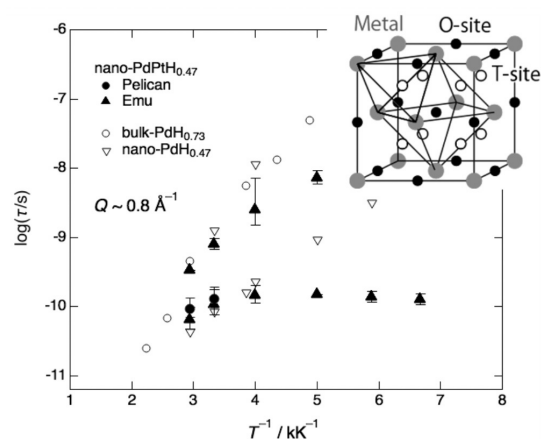 Metal
O-site
T-site
nano-PdPtH0.47
Pelican
Emu
bulk-PdH0.73
nano-PdH0.47
Q ~ 0.8 Å⁻¹
log(τ/s)
-6
-7
-8
-9
-10
-11
1 2 3 4 5 6 7 8
T⁻¹ / kK⁻¹